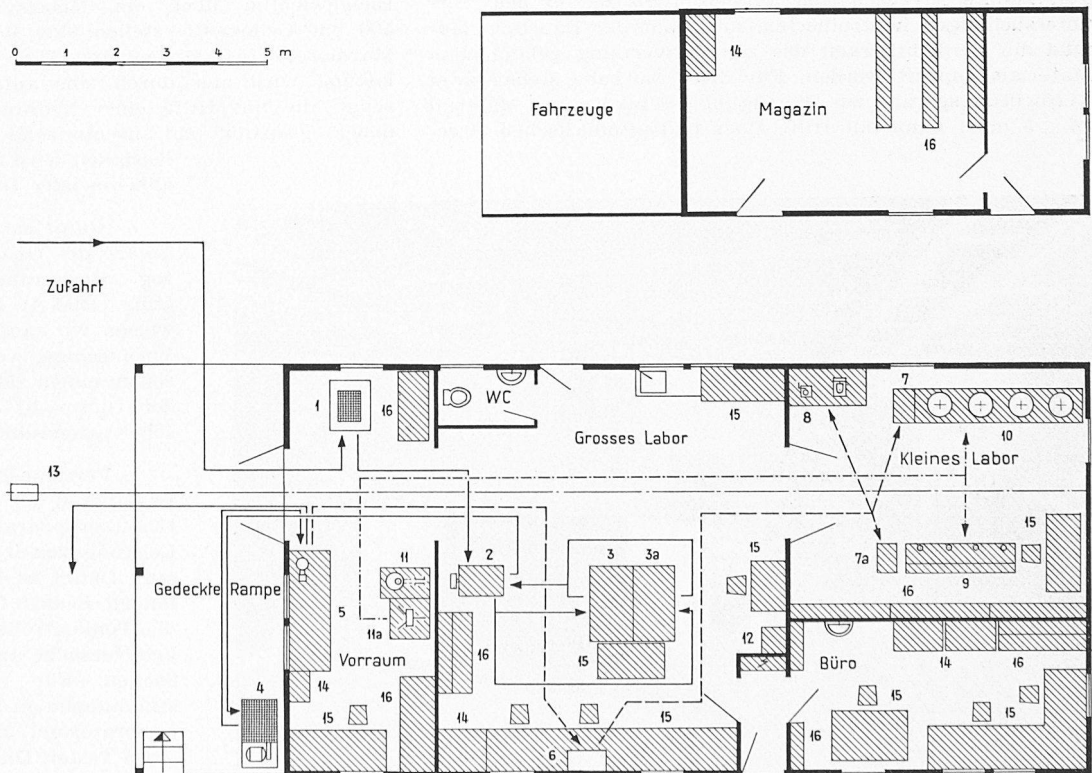 0 1 2 3 4 5 m
14
Fahrzeuge
Magazin
16
Zufahrt
1
16
WC
15
8
7
10
Grosses Labor
Kleines Labor
13
2
3 3a
15
15
11
7a
9
Gedeckte Rampe
5
11a
16
12
16
Vorraum
15
Büro
14
16
4
14
16
15
15
15
14
15
16
6